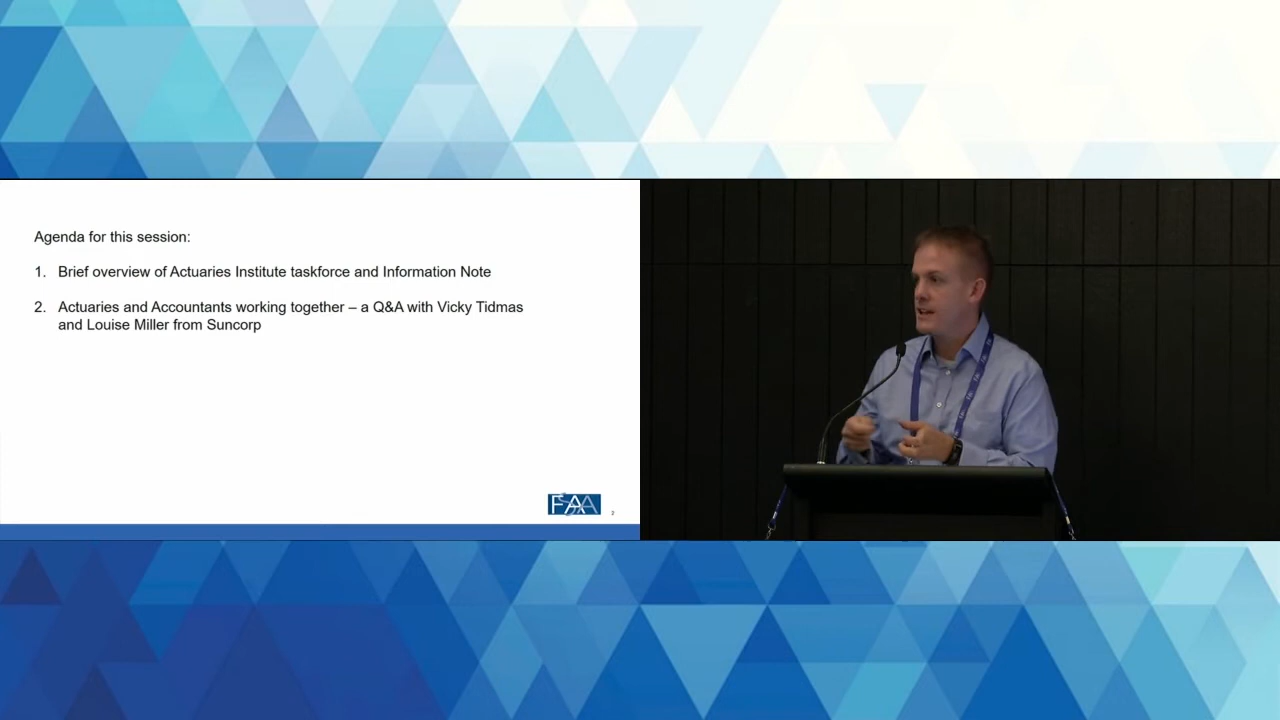 Agenda for this session:
1. Brief overview of Actuaries Institute taskforce and Information Note
2. Actuaries and Accountants working together – a Q&A with Vicky Tidmas
and Louise Miller from Suncorp